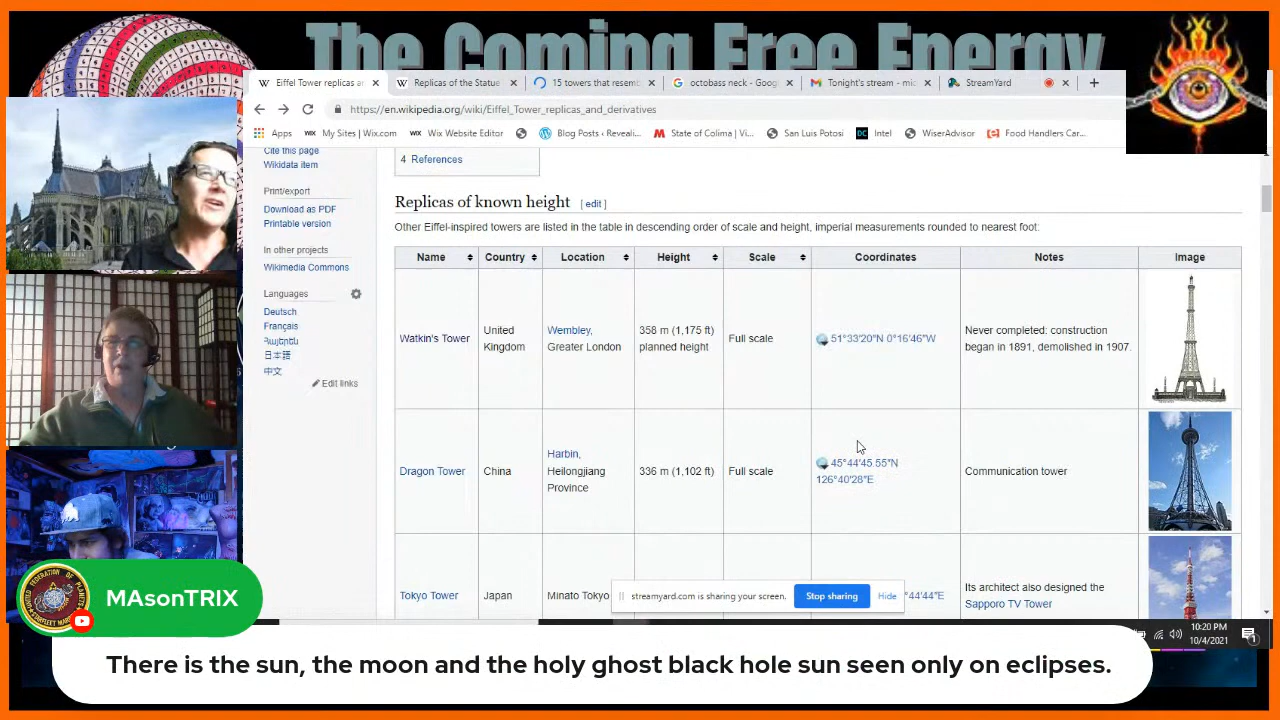 The Coming Free Energy
Eiffel Tower replicas a
Replicas of the Statue
15 towers that resemb
octobass neck - Goog
Tonight's stream - mic
StreamYard
https://en.wikipedia.org/wiki/Eiffel_Tower_replicas_and_derivatives
Apps
My Sites | Wix.com
Wix Website Editor
Blog Posts ‹ Reveali...
State of Colima | Vi...
San Luis Potosi
Intel
WiserAdvisor
Food Handlers Car...
Cite this page
Wikidata item
Print/export
Download as PDF
Printable version
In other projects
Wikimedia Commons
Languages
Deutsch
Français
Հայերեն
日本語
中文
Edit links
4 References
Replicas of known height [ edit ]
Other Eiffel-inspired towers are listed in the table in descending order of scale and height, imperial measurements rounded to nearest foot:
Name Country Location Height Scale Coordinates Notes Image
Watkin's Tower
United
Kingdom
Wembley,
Greater London
358 m (1,175 ft)
planned height
Full scale
51°33′20″N 0°16′46″W
Never completed: construction
began in 1891, demolished in 1907.
Dragon Tower
China
Harbin,
Heilongjiang
Province
336 m (1,102 ft)
Full scale
45°44′45.55″N
126°40′28″E
Communication tower
Tokyo Tower
Japan
Minato Tokyo
°44′44″E
Its architect also designed the
Sapporo TV Tower
streamyard.com is sharing your screen.
Stop sharing
Hide
10:20 PM
10/4/2021
MAsonTRIX
There is the sun, the moon and the holy ghost black hole sun seen only on eclipses.